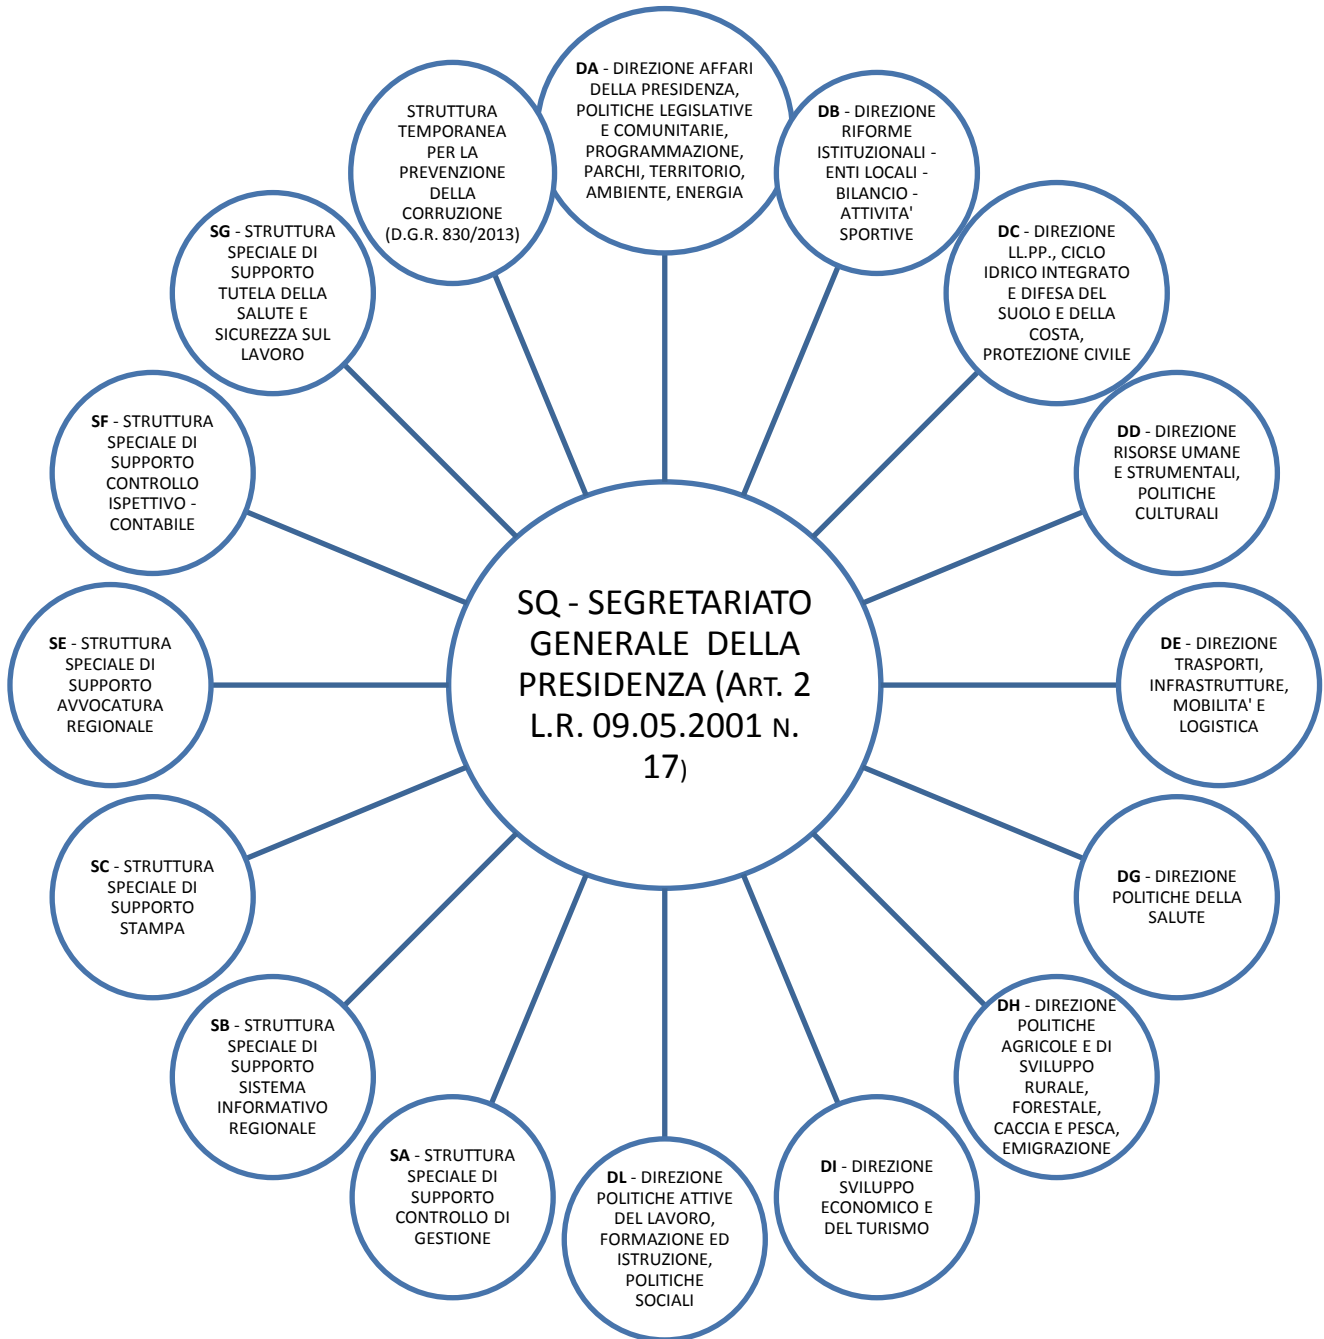 DA - DIREZIONE AFFARI
DELLA PRESIDENZA,
POLITICHE LEGISLATIVE
E COMUNITARIE,
PROGRAMMAZIONE,
PARCHI, TERRITORIO,
AMBIENTE, ENERGIA
DB - DIREZIONE
RIFORME
ISTITUZIONALI -
ENTI LOCALI -
BILANCIO -
ATTIVITA'
SPORTIVE
DC - DIREZIONE
LL.PP., CICLO
IDRICO INTEGRATO
E DIFESA DEL
SUOLO E DELLA
COSTA,
PROTEZIONE CIVILE
DD - DIREZIONE
RISORSE UMANE
E STRUMENTALI,
POLITICHE
CULTURALI
DE - DIREZIONE
TRASPORTI,
INFRASTRUTTURE,
MOBILITA' E
LOGISTICA
DG - DIREZIONE
POLITICHE DELLA
SALUTE
DH - DIREZIONE
POLITICHE
AGRICOLE E DI
SVILUPPO
RURALE,
FORESTALE,
CACCIA E PESCA,
EMIGRAZIONE
DI - DIREZIONE
SVILUPPO
ECONOMICO E
DEL TURISMO
DL - DIREZIONE
POLITICHE ATTIVE
DEL LAVORO,
FORMAZIONE ED
ISTRUZIONE,
POLITICHE
SOCIALI
SA - STRUTTURA
SPECIALE DI
SUPPORTO
CONTROLLO DI
GESTIONE
SB - STRUTTURA
SPECIALE DI
SUPPORTO
SISTEMA
INFORMATIVO
REGIONALE
SC - STRUTTURA
SPECIALE DI
SUPPORTO
STAMPA
SE - STRUTTURA
SPECIALE DI
SUPPORTO
AVVOCATURA
REGIONALE
SF - STRUTTURA
SPECIALE DI
SUPPORTO
CONTROLLO
ISPETTIVO -
CONTABILE
SG - STRUTTURA
SPECIALE DI
SUPPORTO
TUTELA DELLA
SALUTE E
SICUREZZA SUL
LAVORO
STRUTTURA
TEMPORANEA
PER LA
PREVENZIONE
DELLA
CORRUZIONE
(D.G.R. 830/2013)
SQ - SEGRETARIATO
GENERALE DELLA
PRESIDENZA (ART. 2
L.R. 09.05.2001 N.
17)